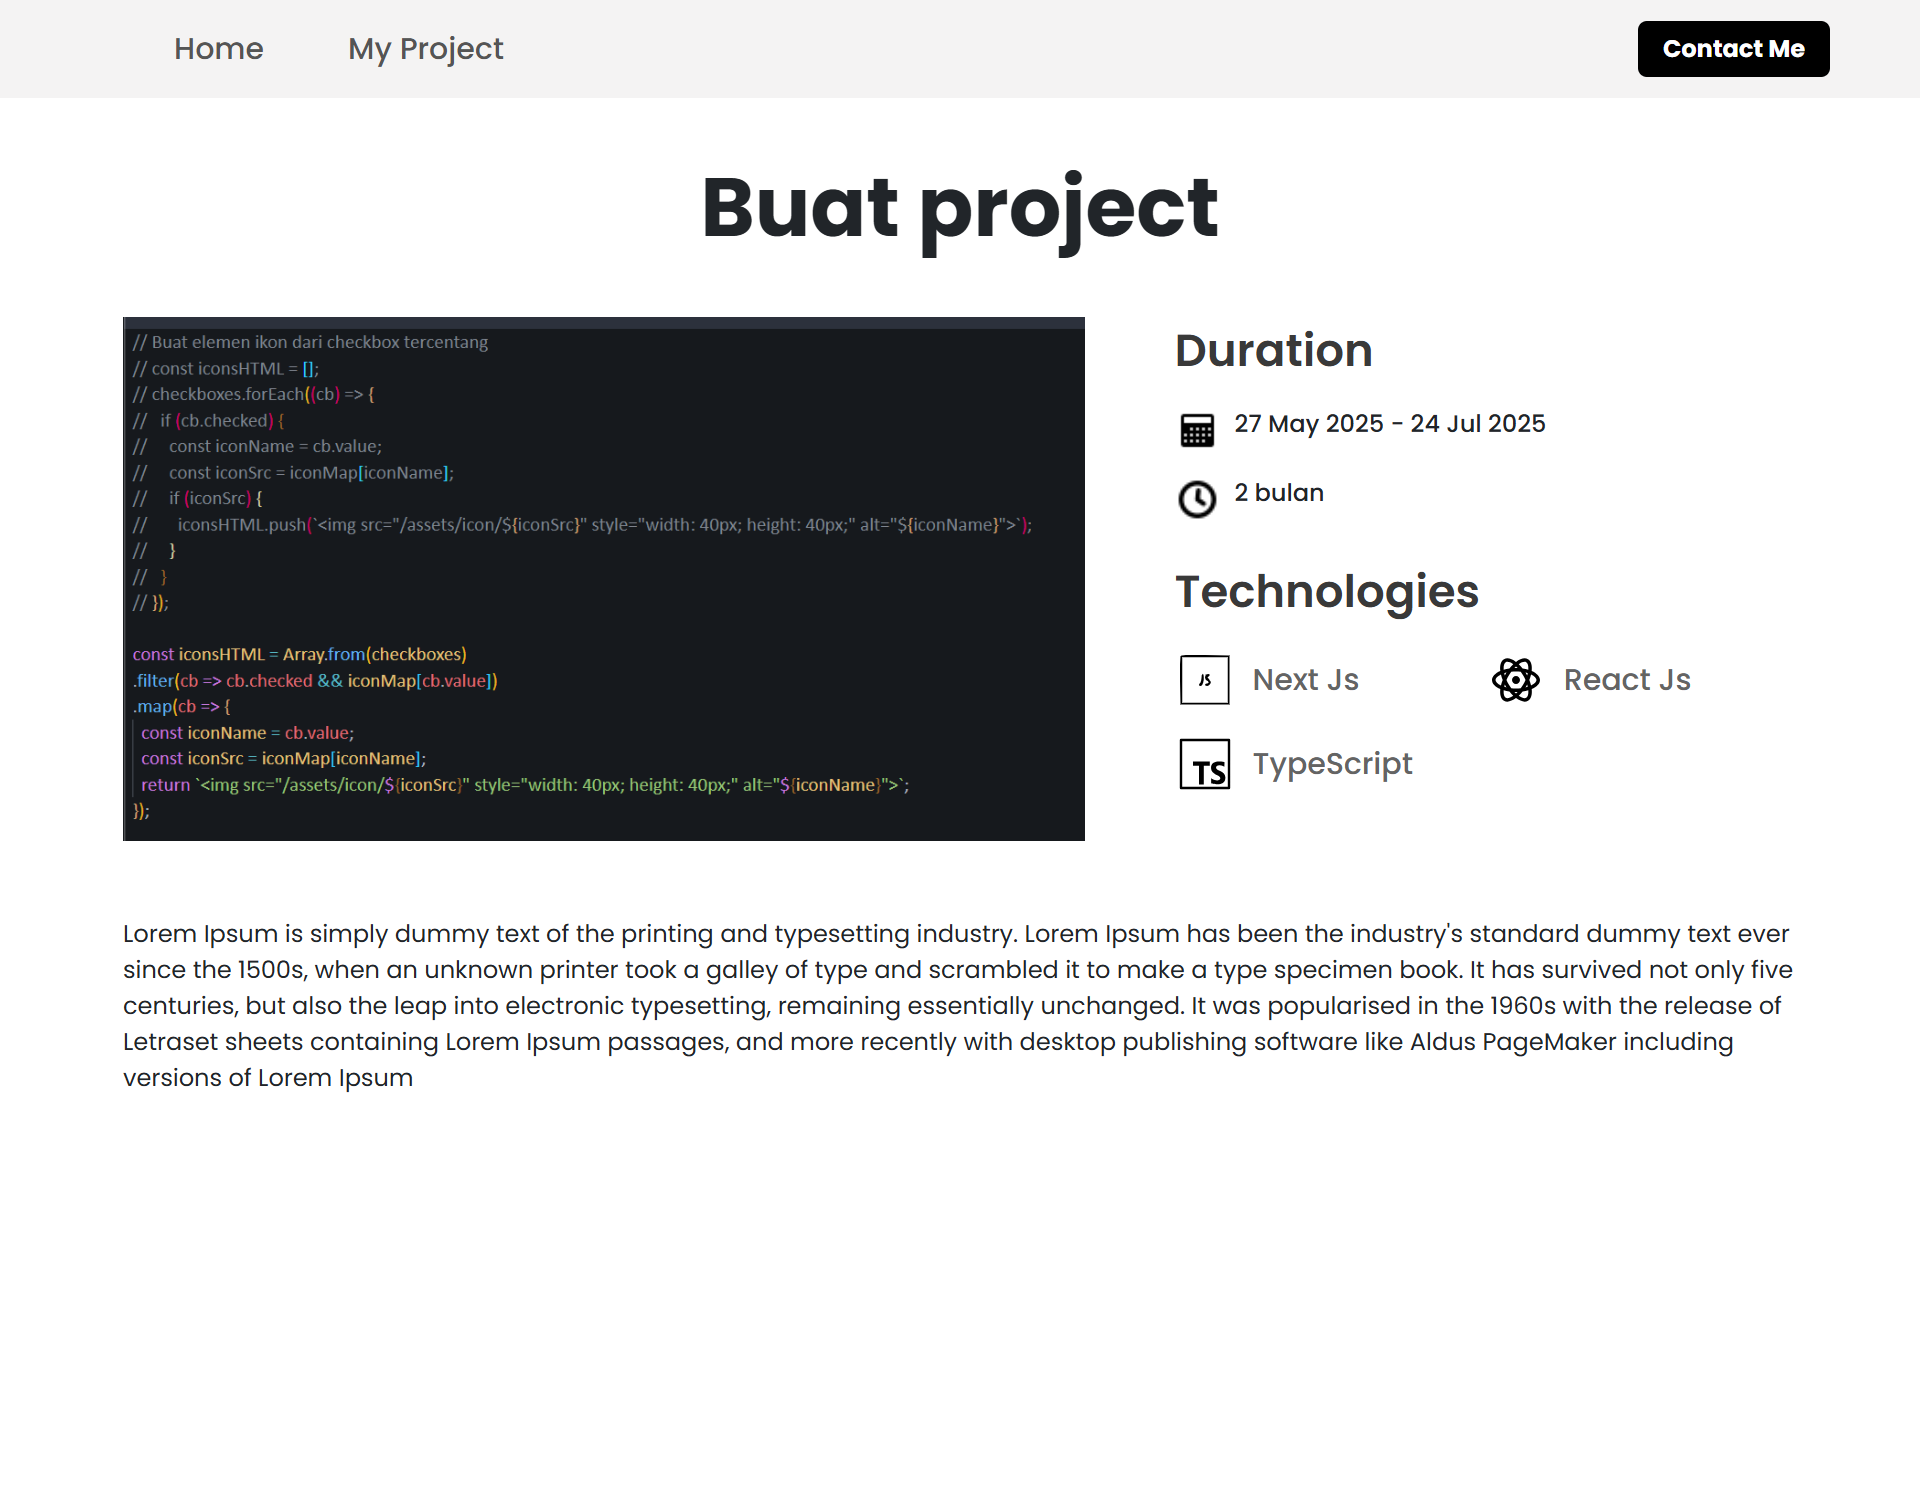 Home
My Project
Contact Me
Buat project
// Buat elemen ikon dari checkbox tercentang
// const iconsHTML = [];
// checkboxes.forEach((cb) => {
//   if (cb.checked) {
//     const iconName = cb.value;
//     const iconSrc = iconMap[iconName];
//     if (iconSrc) {
//       iconsHTML.push(`<img src="/assets/icon/${iconSrc}" style="width: 40px; height: 40px;" alt="${iconName}">`);
//     }
//   }
// });
const iconsHTML = Array.from(checkboxes)
.filter(cb => cb.checked && iconMap[cb.value])
.map(cb => {
const iconName = cb.value;
const iconSrc = iconMap[iconName];
return `<img src="/assets/icon/${iconSrc}" style="width: 40px; height: 40px;" alt="${iconName}">`;
});
Duration
27 May 2025 - 24 Jul 2025
2 bulan
Technologies
JS Next Js
React Js
TS TypeScript
Lorem Ipsum is simply dummy text of the printing and typesetting industry. Lorem Ipsum has been the industry's standard dummy text ever
since the 1500s, when an unknown printer took a galley of type and scrambled it to make a type specimen book. It has survived not only five
centuries, but also the leap into electronic typesetting, remaining essentially unchanged. It was popularised in the 1960s with the release of
Letraset sheets containing Lorem Ipsum passages, and more recently with desktop publishing software like Aldus PageMaker including
versions of Lorem Ipsum